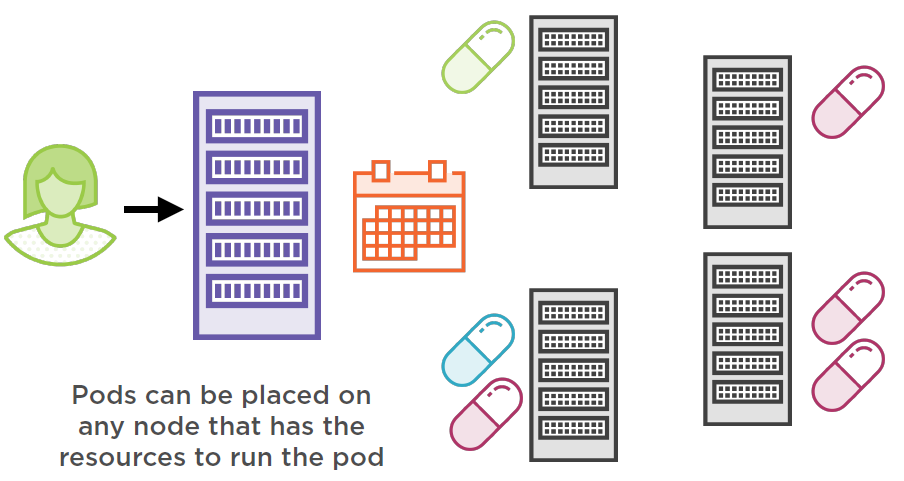 Pods can be placed on
any node that has the
resources to run the pod